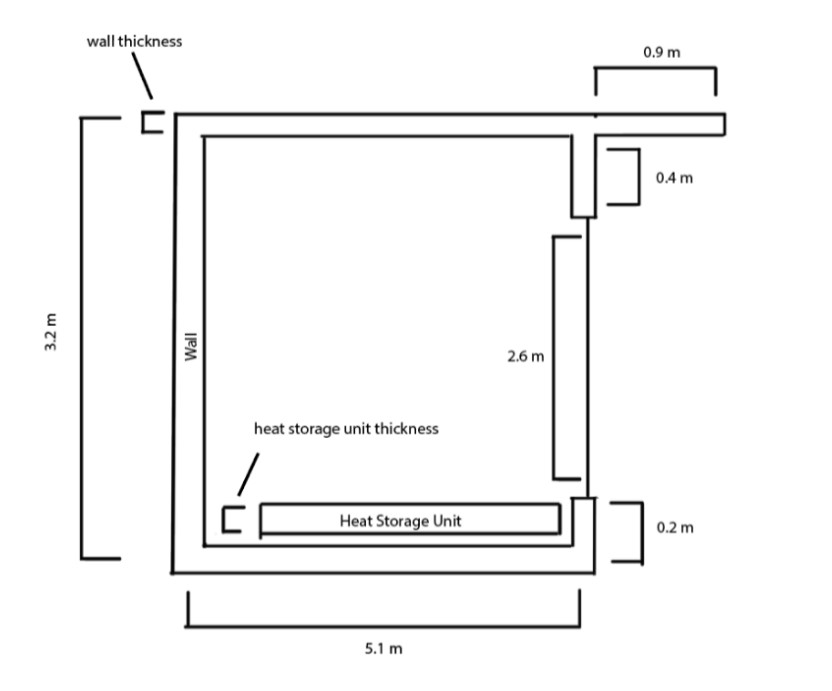 wall thickness
0.9 m
0.4 m
3.2 m
Wall
2.6 m
heat storage unit thickness
Heat Storage Unit
0.2 m
5.1 m